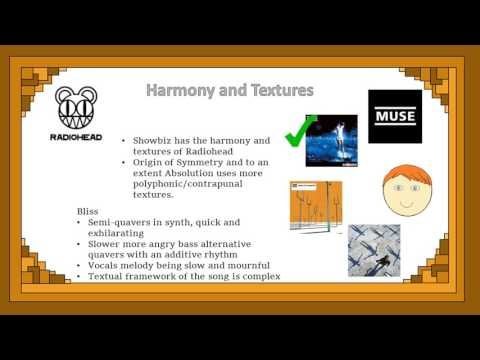 Harmony and Textures
RADIOHEAD
MUSE
• Showbiz has the harmony and
textures of Radiohead
• Origin of Symmetry and to an
extent Absolution uses more
polyphonic/contrapunal
textures.
Bliss
• Semi-quavers in synth, quick and
exhilarating
• Slower more angry bass alternative
quavers with an additive rhythm
• Vocals melody being slow and mournful
• Textual framework of the song is complex